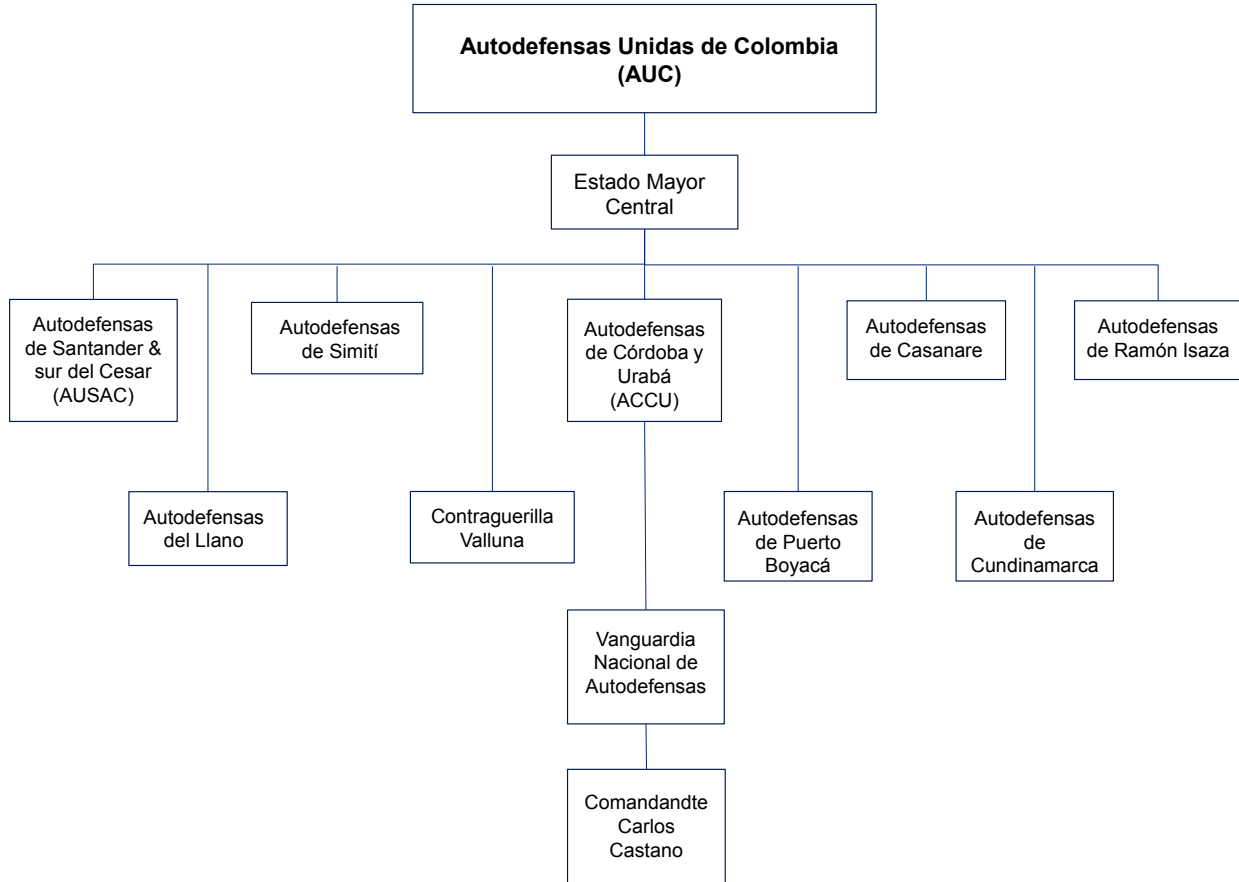 Autodefensas Unidas de Colombia
(AUC)
Estado Mayor
Central
Autodefensas
de Santander &
sur del Cesar
(AUSAC)
Autodefensas
de Simití
Autodefensas
de Córdoba y
Urabá
(ACCU)
Autodefensas
de Casanare
Autodefensas
de Ramón Isaza
Autodefensas
del Llano
Contraguerilla
Valluna
Autodefensas
de Puerto
Boyacá
Autodefensas
de
Cundinamarca
Vanguardia
Nacional de
Autodefensas
Comandandte
Carlos
Castano